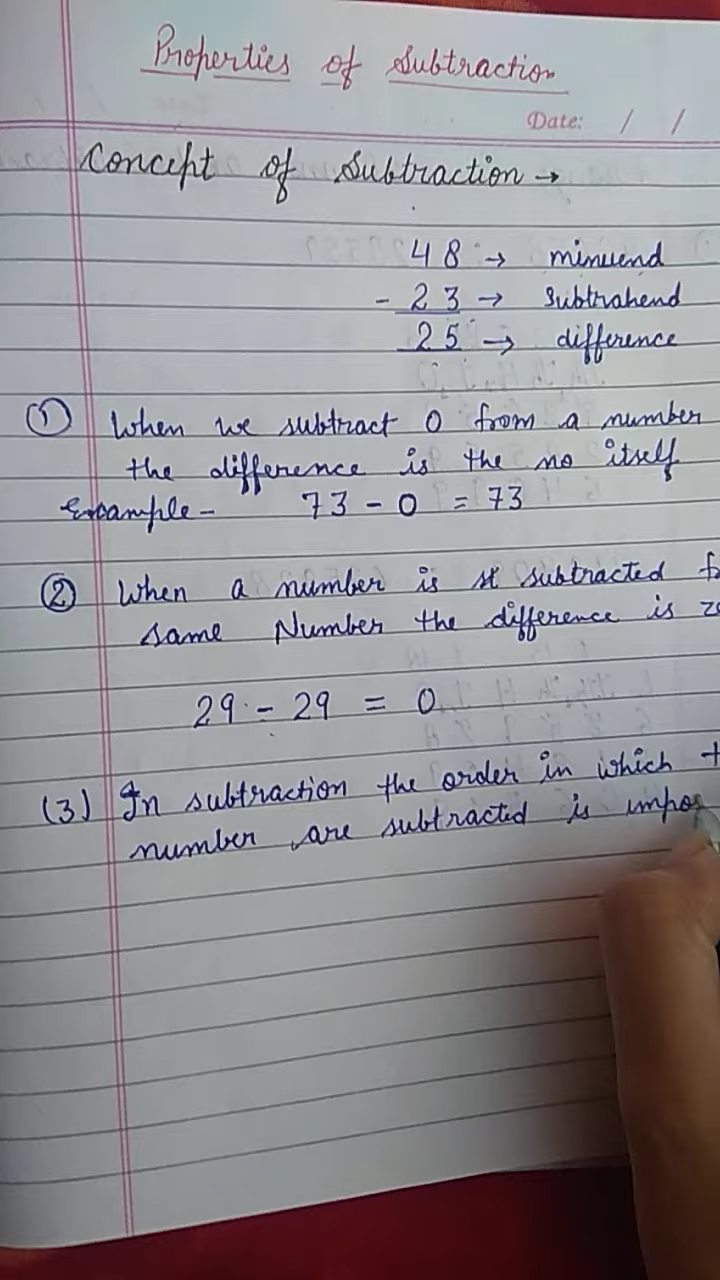 Properties of Subtraction
Date: / /
Concept of Subtraction →
48 → minuend
- 23 → Subtrahend
25 → difference
① When we subtract 0 from a number
the difference is the no itself
Example - 73 - 0 = 73
② When a number is st subtracted f
same Number the difference is z
29 - 29 = 0
(3) In subtraction the order in which t
number are subtracted is impo